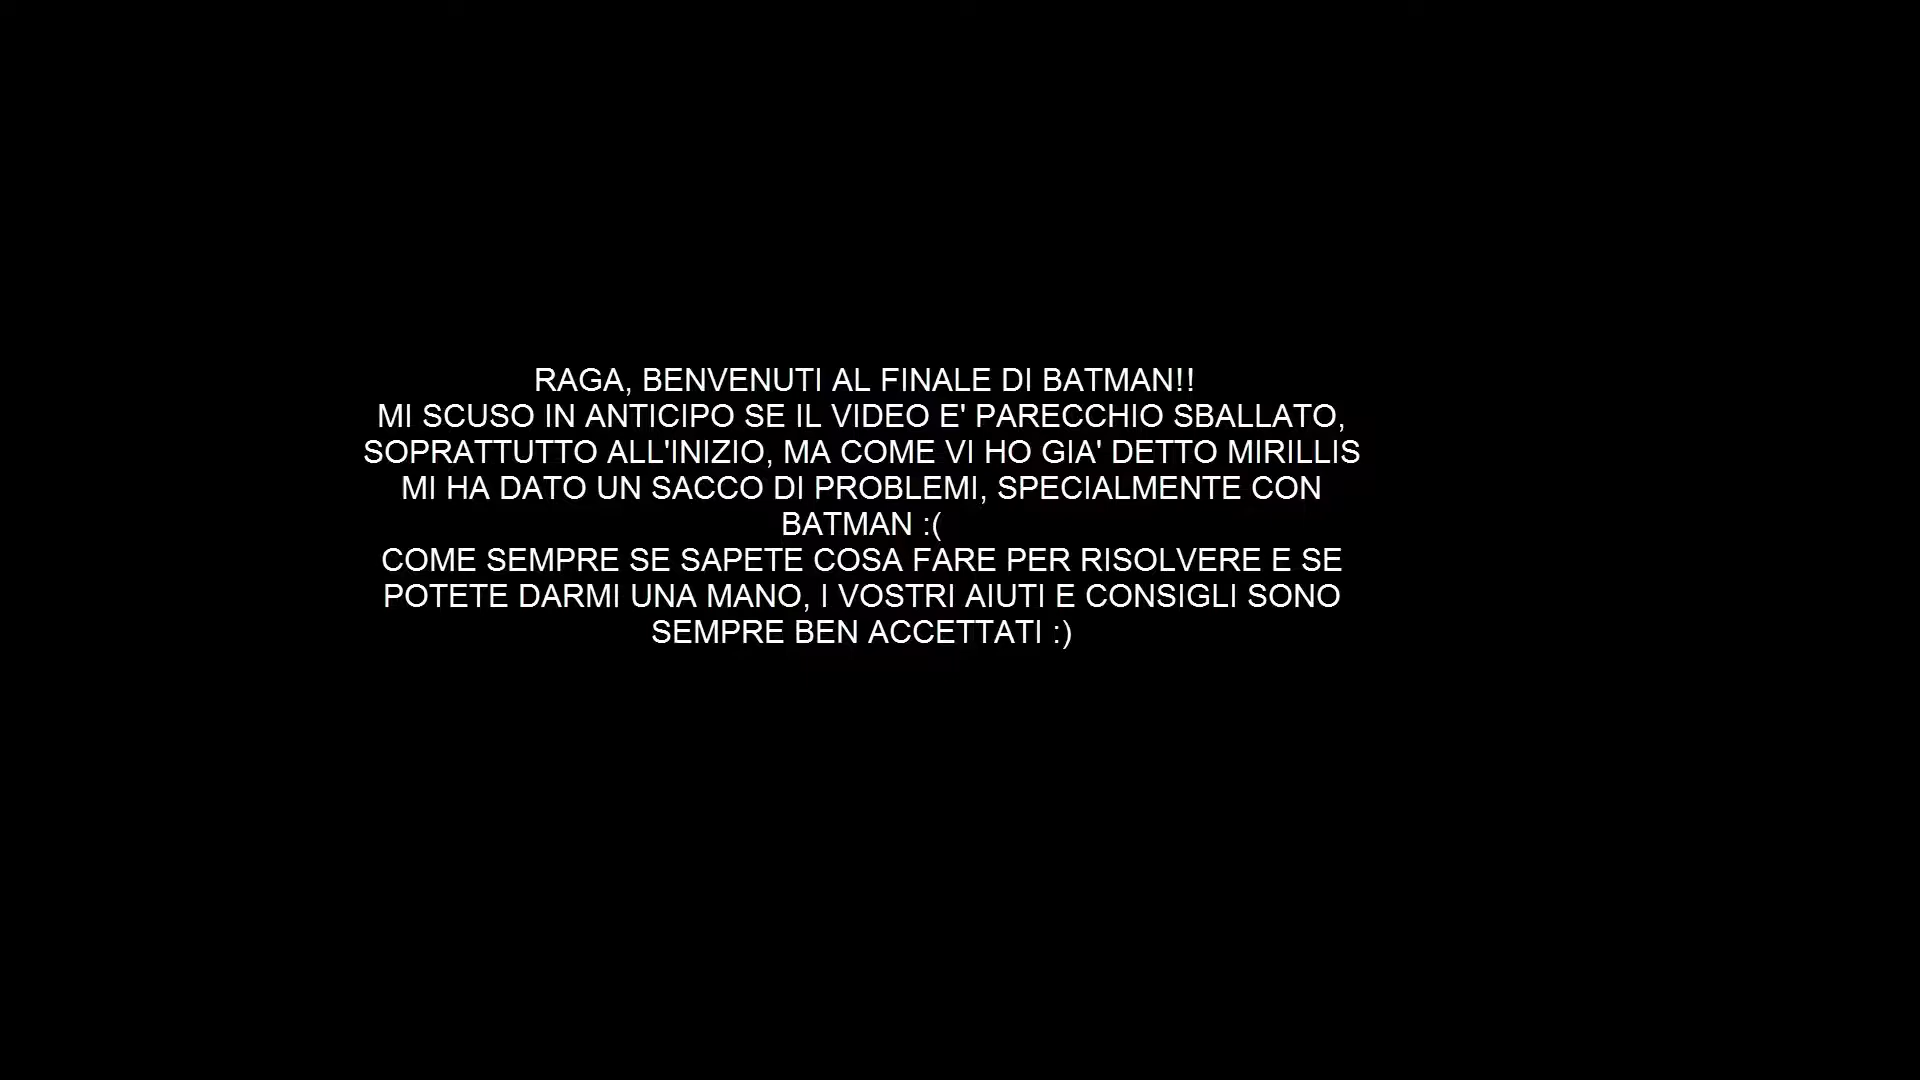 RAGA, BENVENUTI AL FINALE DI BATMAN!!
MI SCUSO IN ANTICIPO SE IL VIDEO E' PARECCHIO SBALLATO,
SOPRATTUTTO ALL'INIZIO, MA COME VI HO GIA' DETTO MIRILLIS
MI HA DATO UN SACCO DI PROBLEMI, SPECIALMENTE CON
BATMAN :(
COME SEMPRE SE SAPETE COSA FARE PER RISOLVERE E SE
POTETE DARMI UNA MANO, I VOSTRI AIUTI E CONSIGLI SONO
SEMPRE BEN ACCETTATI :)